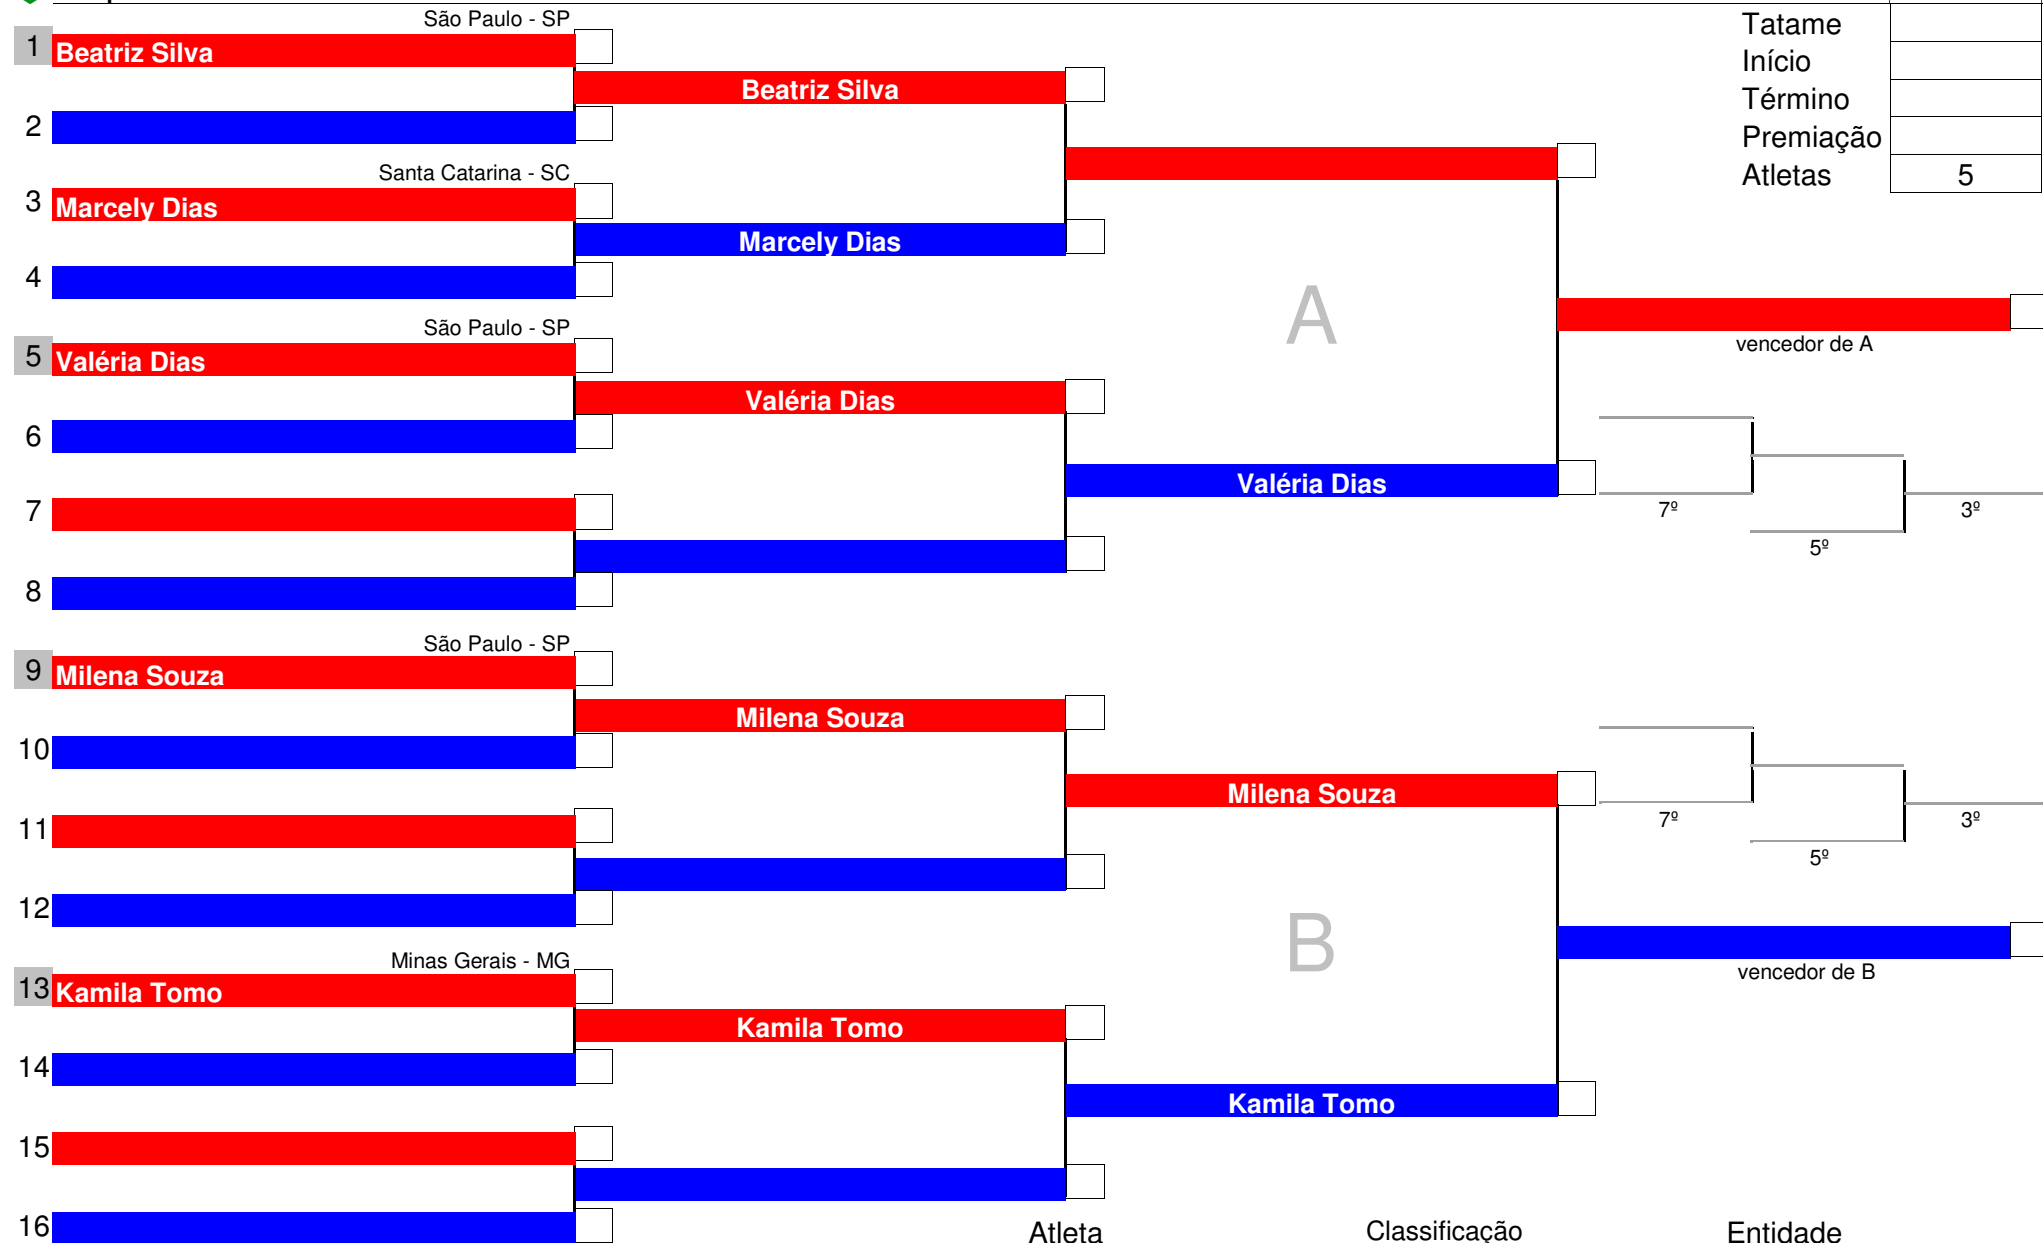 São Paulo - SP
1 Beatriz Silva
Beatriz Silva
2
Santa Catarina - SC
3 Marcely Dias
Marcely Dias
4
São Paulo - SP
5 Valéria Dias
Valéria Dias
6
Valéria Dias
7
8
São Paulo - SP
9 Milena Souza
Milena Souza
10
Milena Souza
11
12
Minas Gerais - MG
13 Kamila Tomo
Kamila Tomo
14
Kamila Tomo
15
16
A
B
Tatame
Início
Término
Premiação
Atletas 5
vencedor de A
7º
3º
5º
7º
3º
5º
vencedor de B
Atleta Classificação Entidade